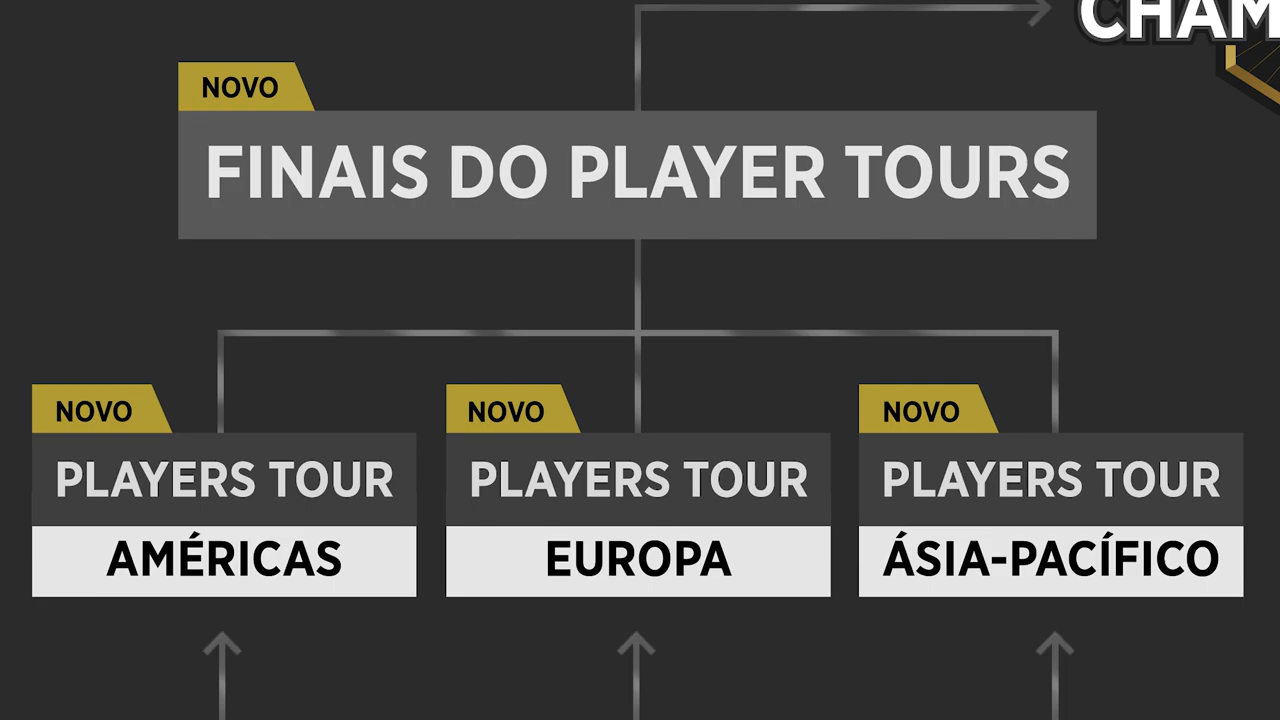 CHAM
NOVO
FINAIS DO PLAYER TOURS
NOVO
NOVO
NOVO
PLAYERS TOUR
PLAYERS TOUR
PLAYERS TOUR
AMÉRICAS
EUROPA
ÁSIA-PACÍFICO